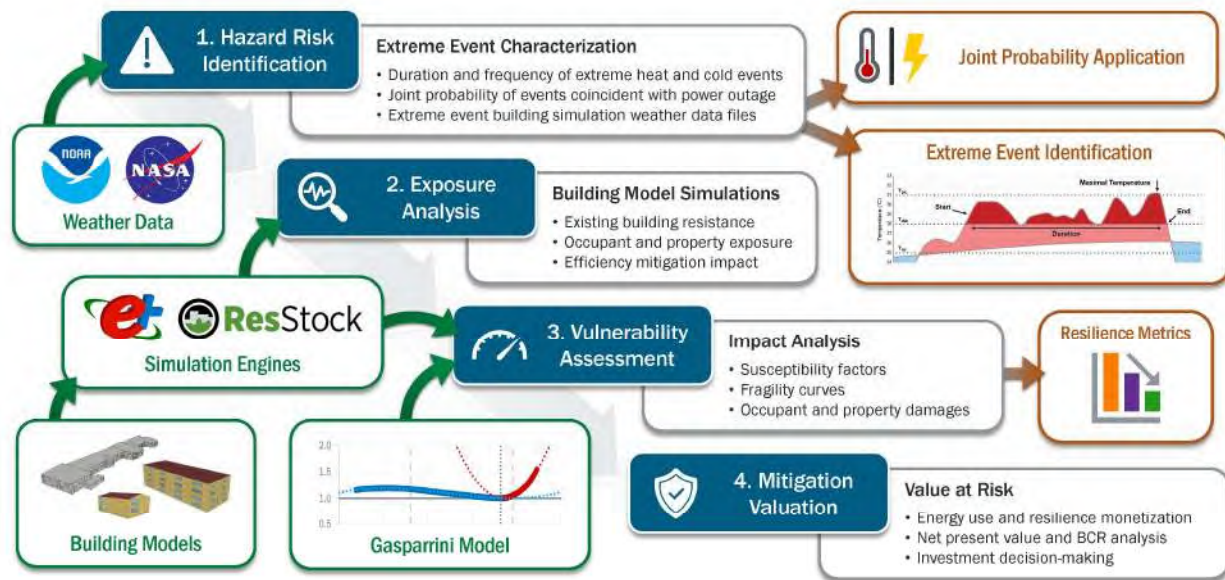 1. Hazard Risk
Identification
Extreme Event Characterization
• Duration and frequency of extreme heat and cold events
• Joint probability of events coincident with power outage
• Extreme event building simulation weather data files
Joint Probability Application
NOAA
NASA
Weather Data
2. Exposure
Analysis
Building Model Simulations
• Existing building resistance
• Occupant and property exposure
• Efficiency mitigation impact
Extreme Event Identification
Maximal Temperature
Start
End
Duration
Temperature (°C)
e+
ResStock
Simulation Engines
3. Vulnerability
Assessment
Impact Analysis
• Susceptibility factors
• Fragility curves
• Occupant and property damages
Resilience Metrics
Building Models
2.0
1.5
1.0
0.5
Gasparrini Model
4. Mitigation
Valuation
Value at Risk
• Energy use and resilience monetization
• Net present value and BCR analysis
• Investment decision-making